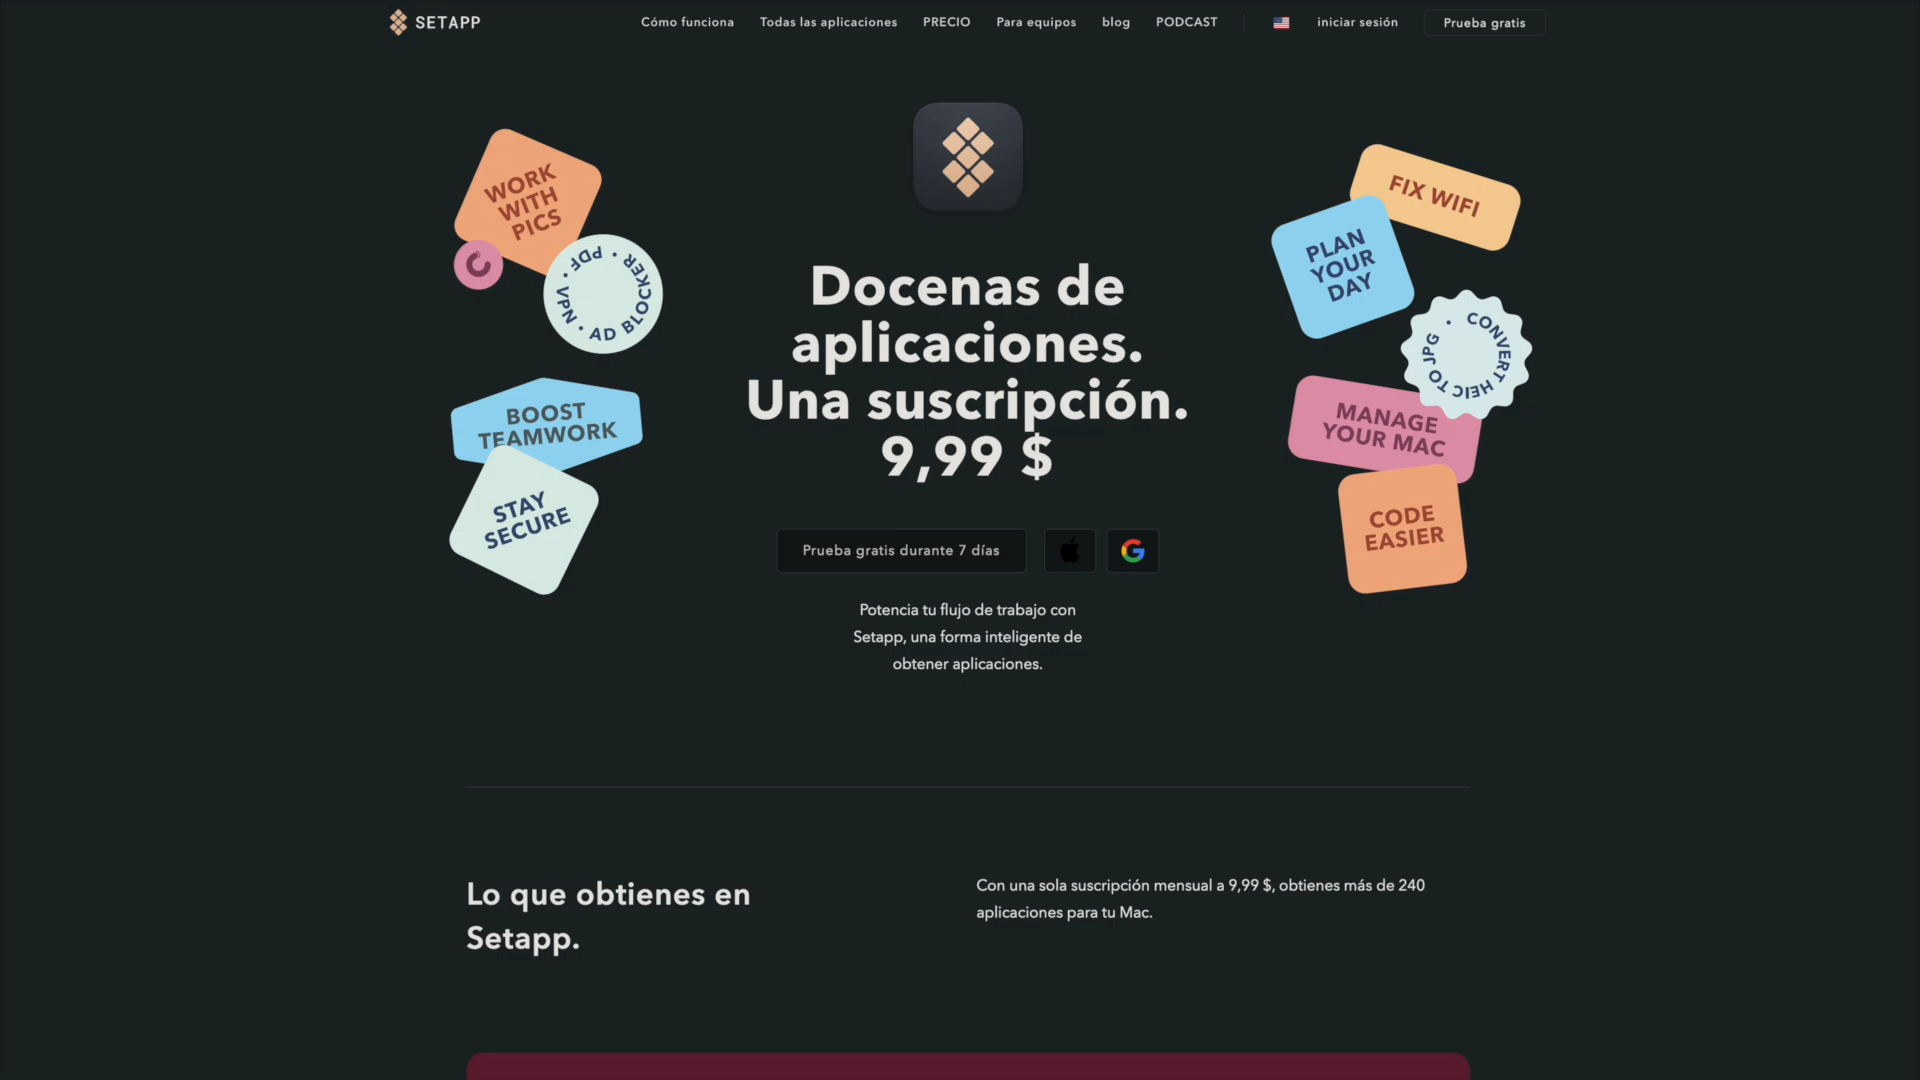 SETAPP
Cómo funciona
Todas las aplicaciones
PRECIO
Para equipos
blog
PODCAST
iniciar sesión
Prueba gratis
WORK
WITH
PICS
PDF • VPN • AD BLOCKER •
BOOST
TEAMWORK
STAY
SECURE
Docenas de
aplicaciones.
Una suscripción.
9,99 $
Prueba gratis durante 7 días
Potencia tu flujo de trabajo con
Setapp, una forma inteligente de
obtener aplicaciones.
FIX WIFI
PLAN
YOUR
DAY
CONVERT HEIC TO JPG •
MANAGE
YOUR MAC
CODE
EASIER
Lo que obtienes en
Setapp.
Con una sola suscripción mensual a 9,99 $, obtienes más de 240
aplicaciones para tu Mac.